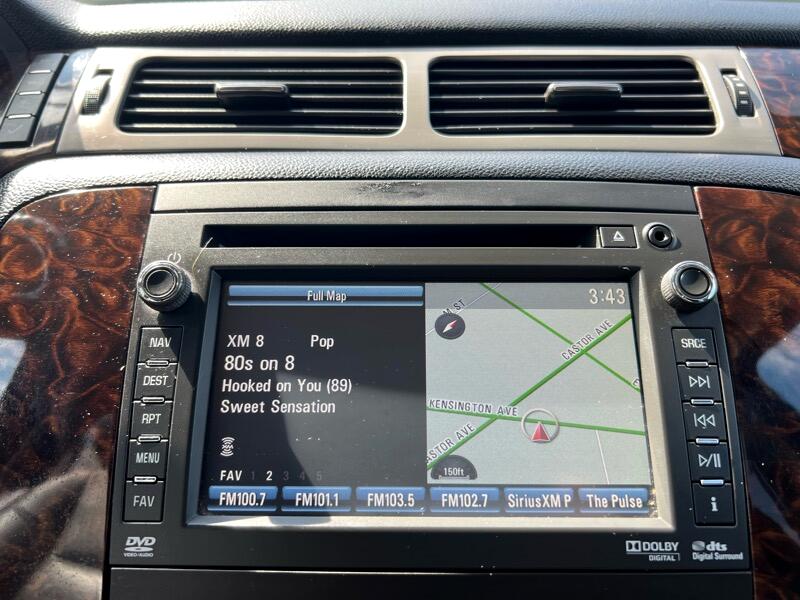 Full Map
XM 8 Pop
80s on 8
Hooked on You (89)
Sweet Sensation
XM
FAV 1 2 3 4 5
FM100.7 FM101.1 FM103.5 FM102.7 SiriusXM P The Pulse
3:43
M ST
CASTOR AVE
KENSINGTON AVE
CASTOR AVE
150ft
NAV
DEST
RPT
MENU
FAV
SRCE
i
DVD
VIDEO·AUDIO
DOLBY
DIGITAL
dts
Digital Surround